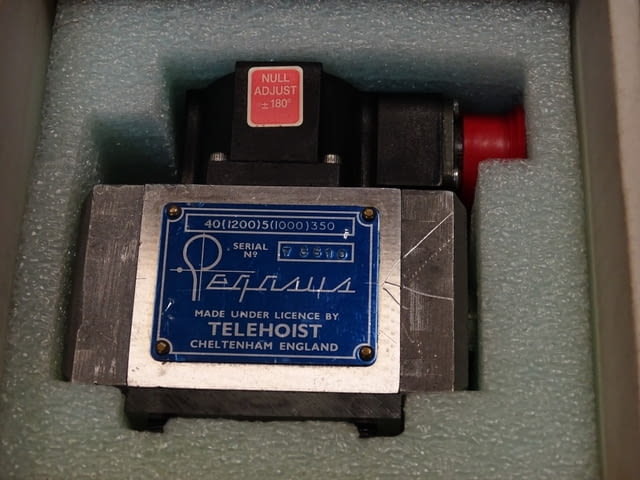 NULL
ADJUST
±180°
40(1200)5(1000)350
SERIAL
Nº
Pegasus
MADE UNDER LICENCE BY
TELEHOIST
CHELTENHAM ENGLAND